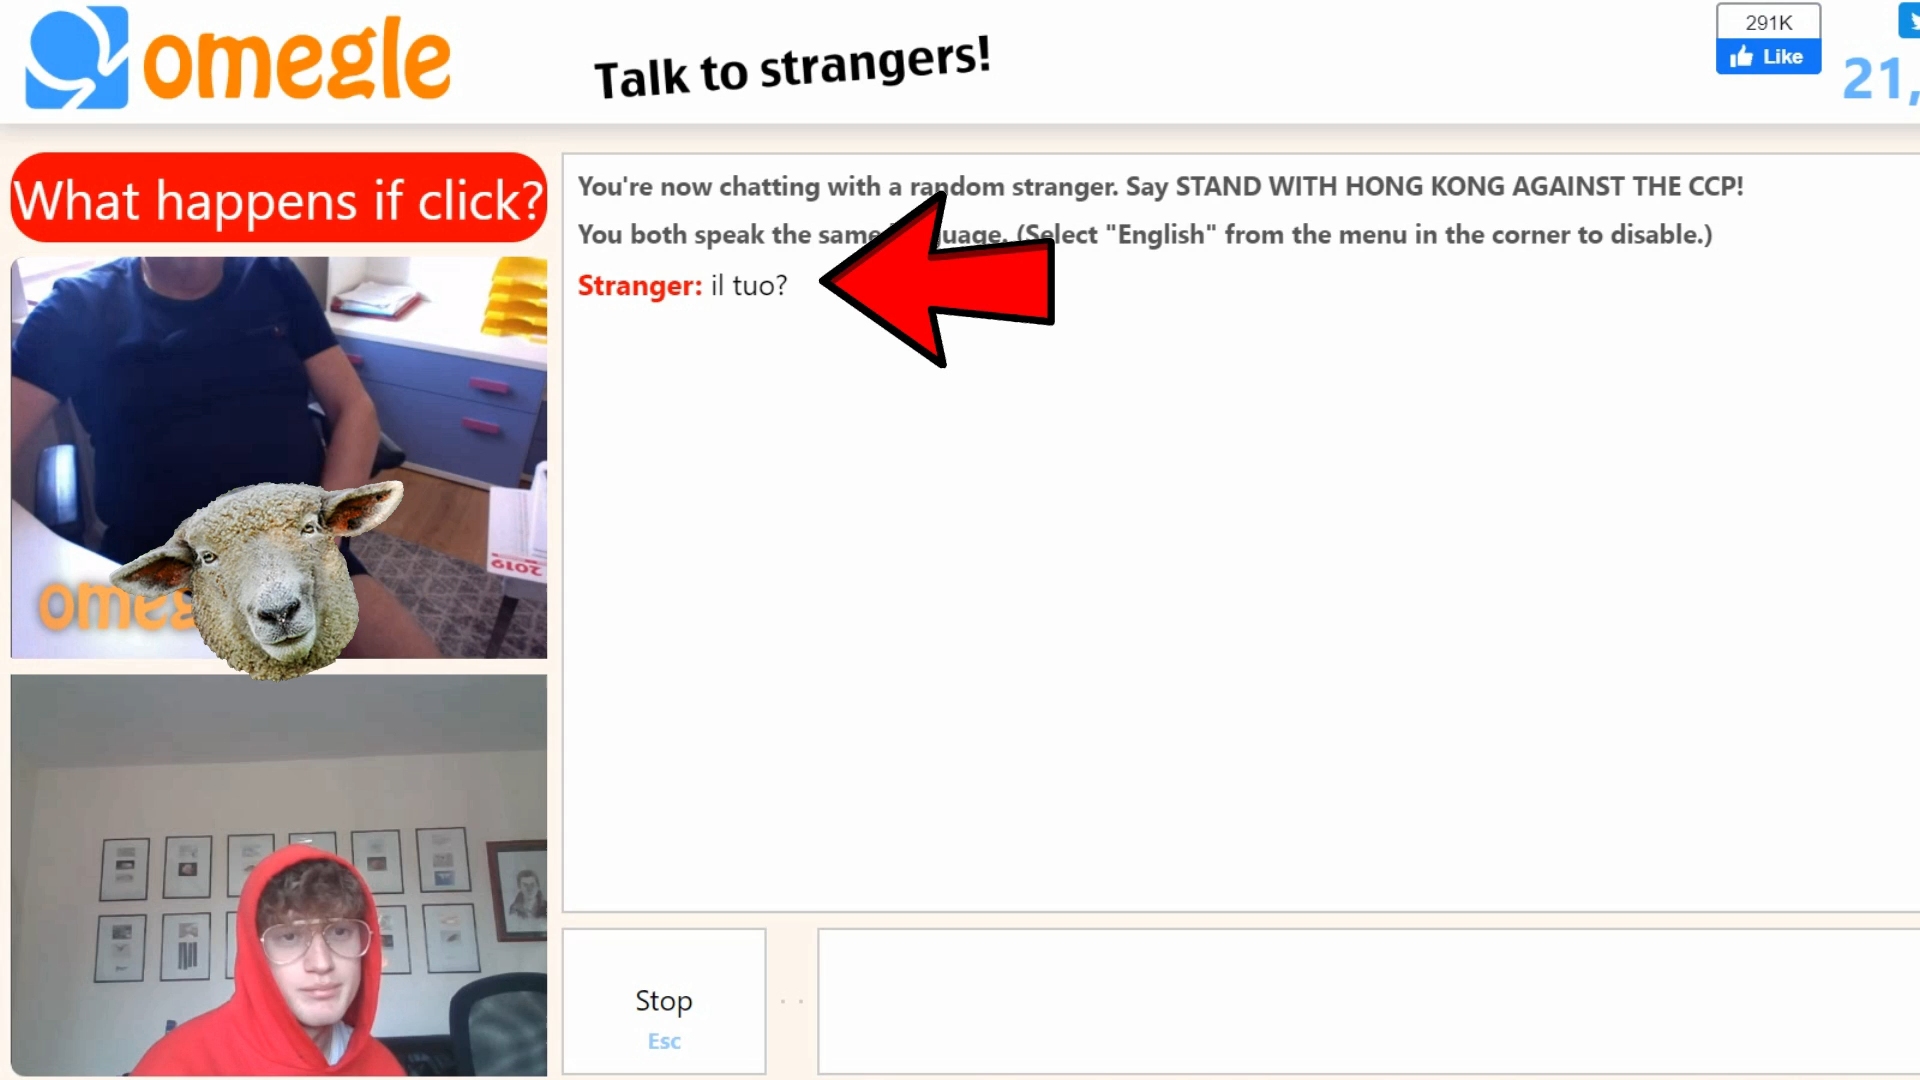 omegle
Talk to strangers!
291K
Like
21,
What happens if click?
You're now chatting with a random stranger. Say STAND WITH HONG KONG AGAINST THE CCP!
You both speak the same language. (Select "English" from the menu in the corner to disable.)
Stranger: il tuo?
2019
omeg
Stop
Esc